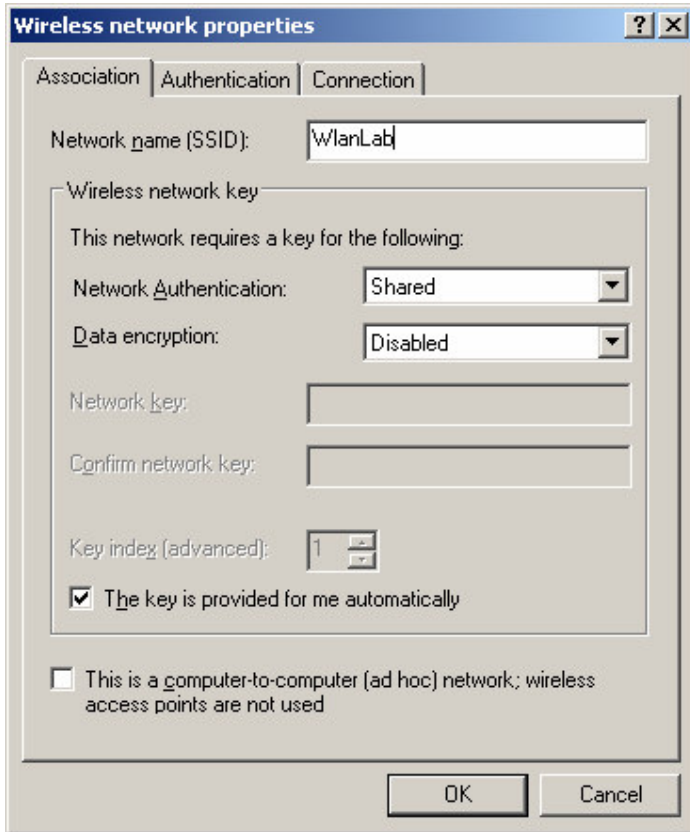 Wireless network properties
Association Authentication Connection
Network name (SSID): WlanLab
Wireless network key
This network requires a key for the following:
Network Authentication: Shared
Data encryption: Disabled
Network key:
Confirm network key:
Key index (advanced): 1
The key is provided for me automatically
This is a computer-to-computer (ad hoc) network; wireless
access points are not used
OK Cancel